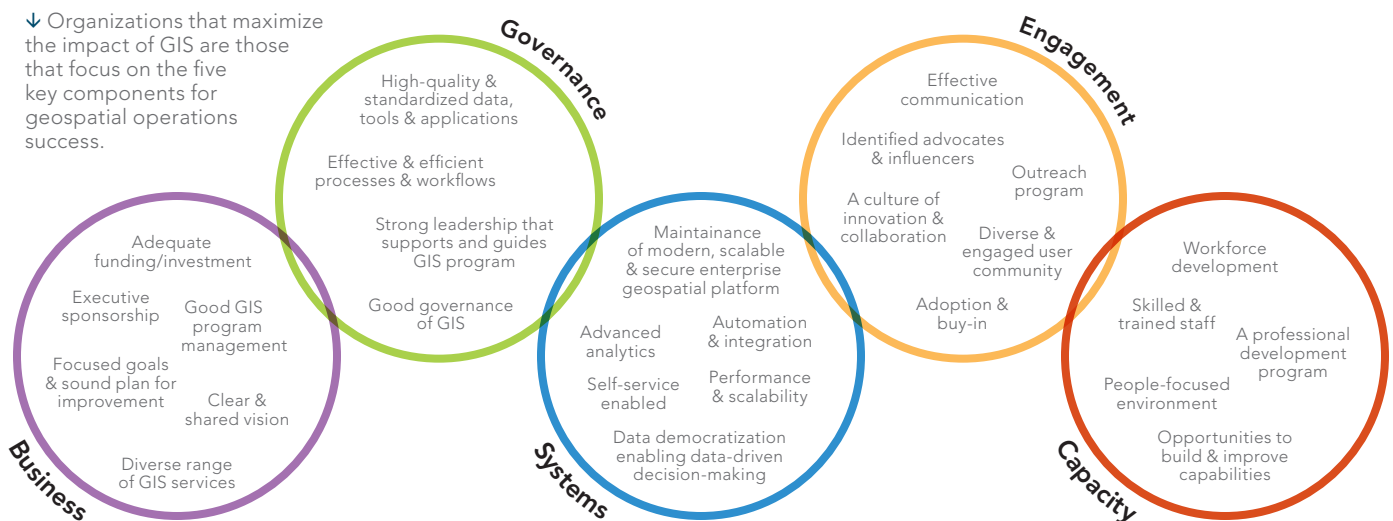 ↓ Organizations that maximize
the impact of GIS are those
that focus on the five
key components for
geospatial operations
success.
Business
Adequate
funding/investment
Executive
sponsorship
Good GIS
program
management
Focused goals
& sound plan for
improvement
Clear &
shared vision
Diverse range
of GIS services
Governance
High-quality &
standardized data,
tools & applications
Effective & efficient
processes & workflows
Strong leadership that
supports and guides
GIS program
Good governance
of GIS
Systems
Maintainance
of modern, scalable
& secure enterprise
geospatial platform
Advanced
analytics
Automation
& integration
Self-service
enabled
Performance
& scalability
Data democratization
enabling data-driven
decision-making
Engagement
Effective
communication
Identified advocates
& influencers
Outreach
program
A culture of
innovation &
collaboration
Diverse &
engaged user
community
Adoption &
buy-in
Capacity
Workforce
development
Skilled &
trained staff
A professional
development
program
People-focused
environment
Opportunities to
build & improve
capabilities